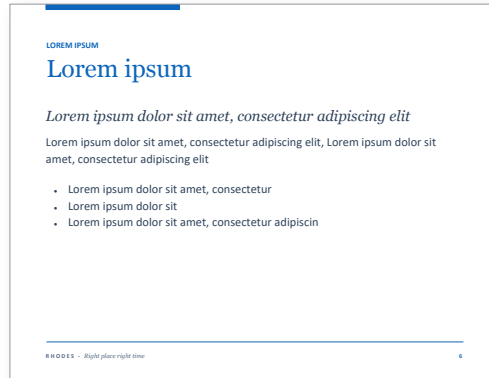 LOREM IPSUM
Lorem ipsum
Lorem ipsum dolor sit amet, consectetur adipiscing elit
Lorem ipsum dolor sit amet, consectetur adipiscing elit, Lorem ipsum dolor sit
amet, consectetur adipiscing elit
• Lorem ipsum dolor sit amet, consectetur
• Lorem ipsum dolor sit
• Lorem ipsum dolor sit amet, consectetur adipiscin
RHODES - Right place right time 6